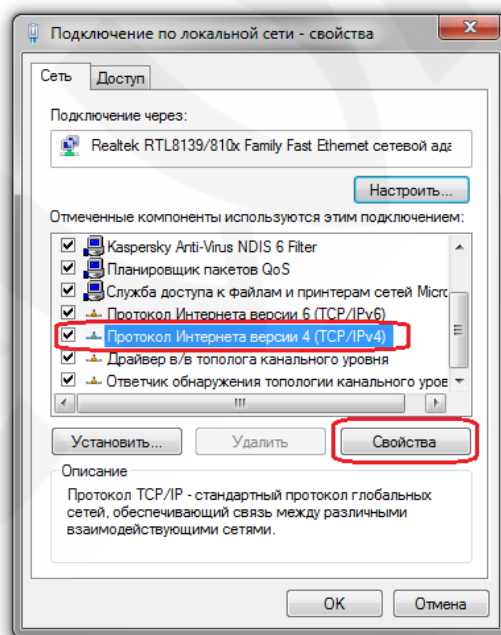 Подключение по локальной сети - свойства
Сеть
Доступ
Подключение через:
Realtek RTL8139/810x Family Fast Ethernet сетевой ада
Настроить...
Отмеченные компоненты используются этим подключением:
Kaspersky Anti-Virus NDIS 6 Filter
Планировщик пакетов QoS
Служба доступа к файлам и принтерам сетей Micro
Протокол Интернета версии 6 (TCP/IPv6)
Протокол Интернета версии 4 (TCP/IPv4)
Драйвер в/в тополога канального уровня
Ответчик обнаружения топологии канального уров
Установить...
Удалить
Свойства
Описание
Протокол TCP/IP - стандартный протокол глобальных
сетей, обеспечивающий связь между различными
взаимодействующими сетями.
OK
Отмена